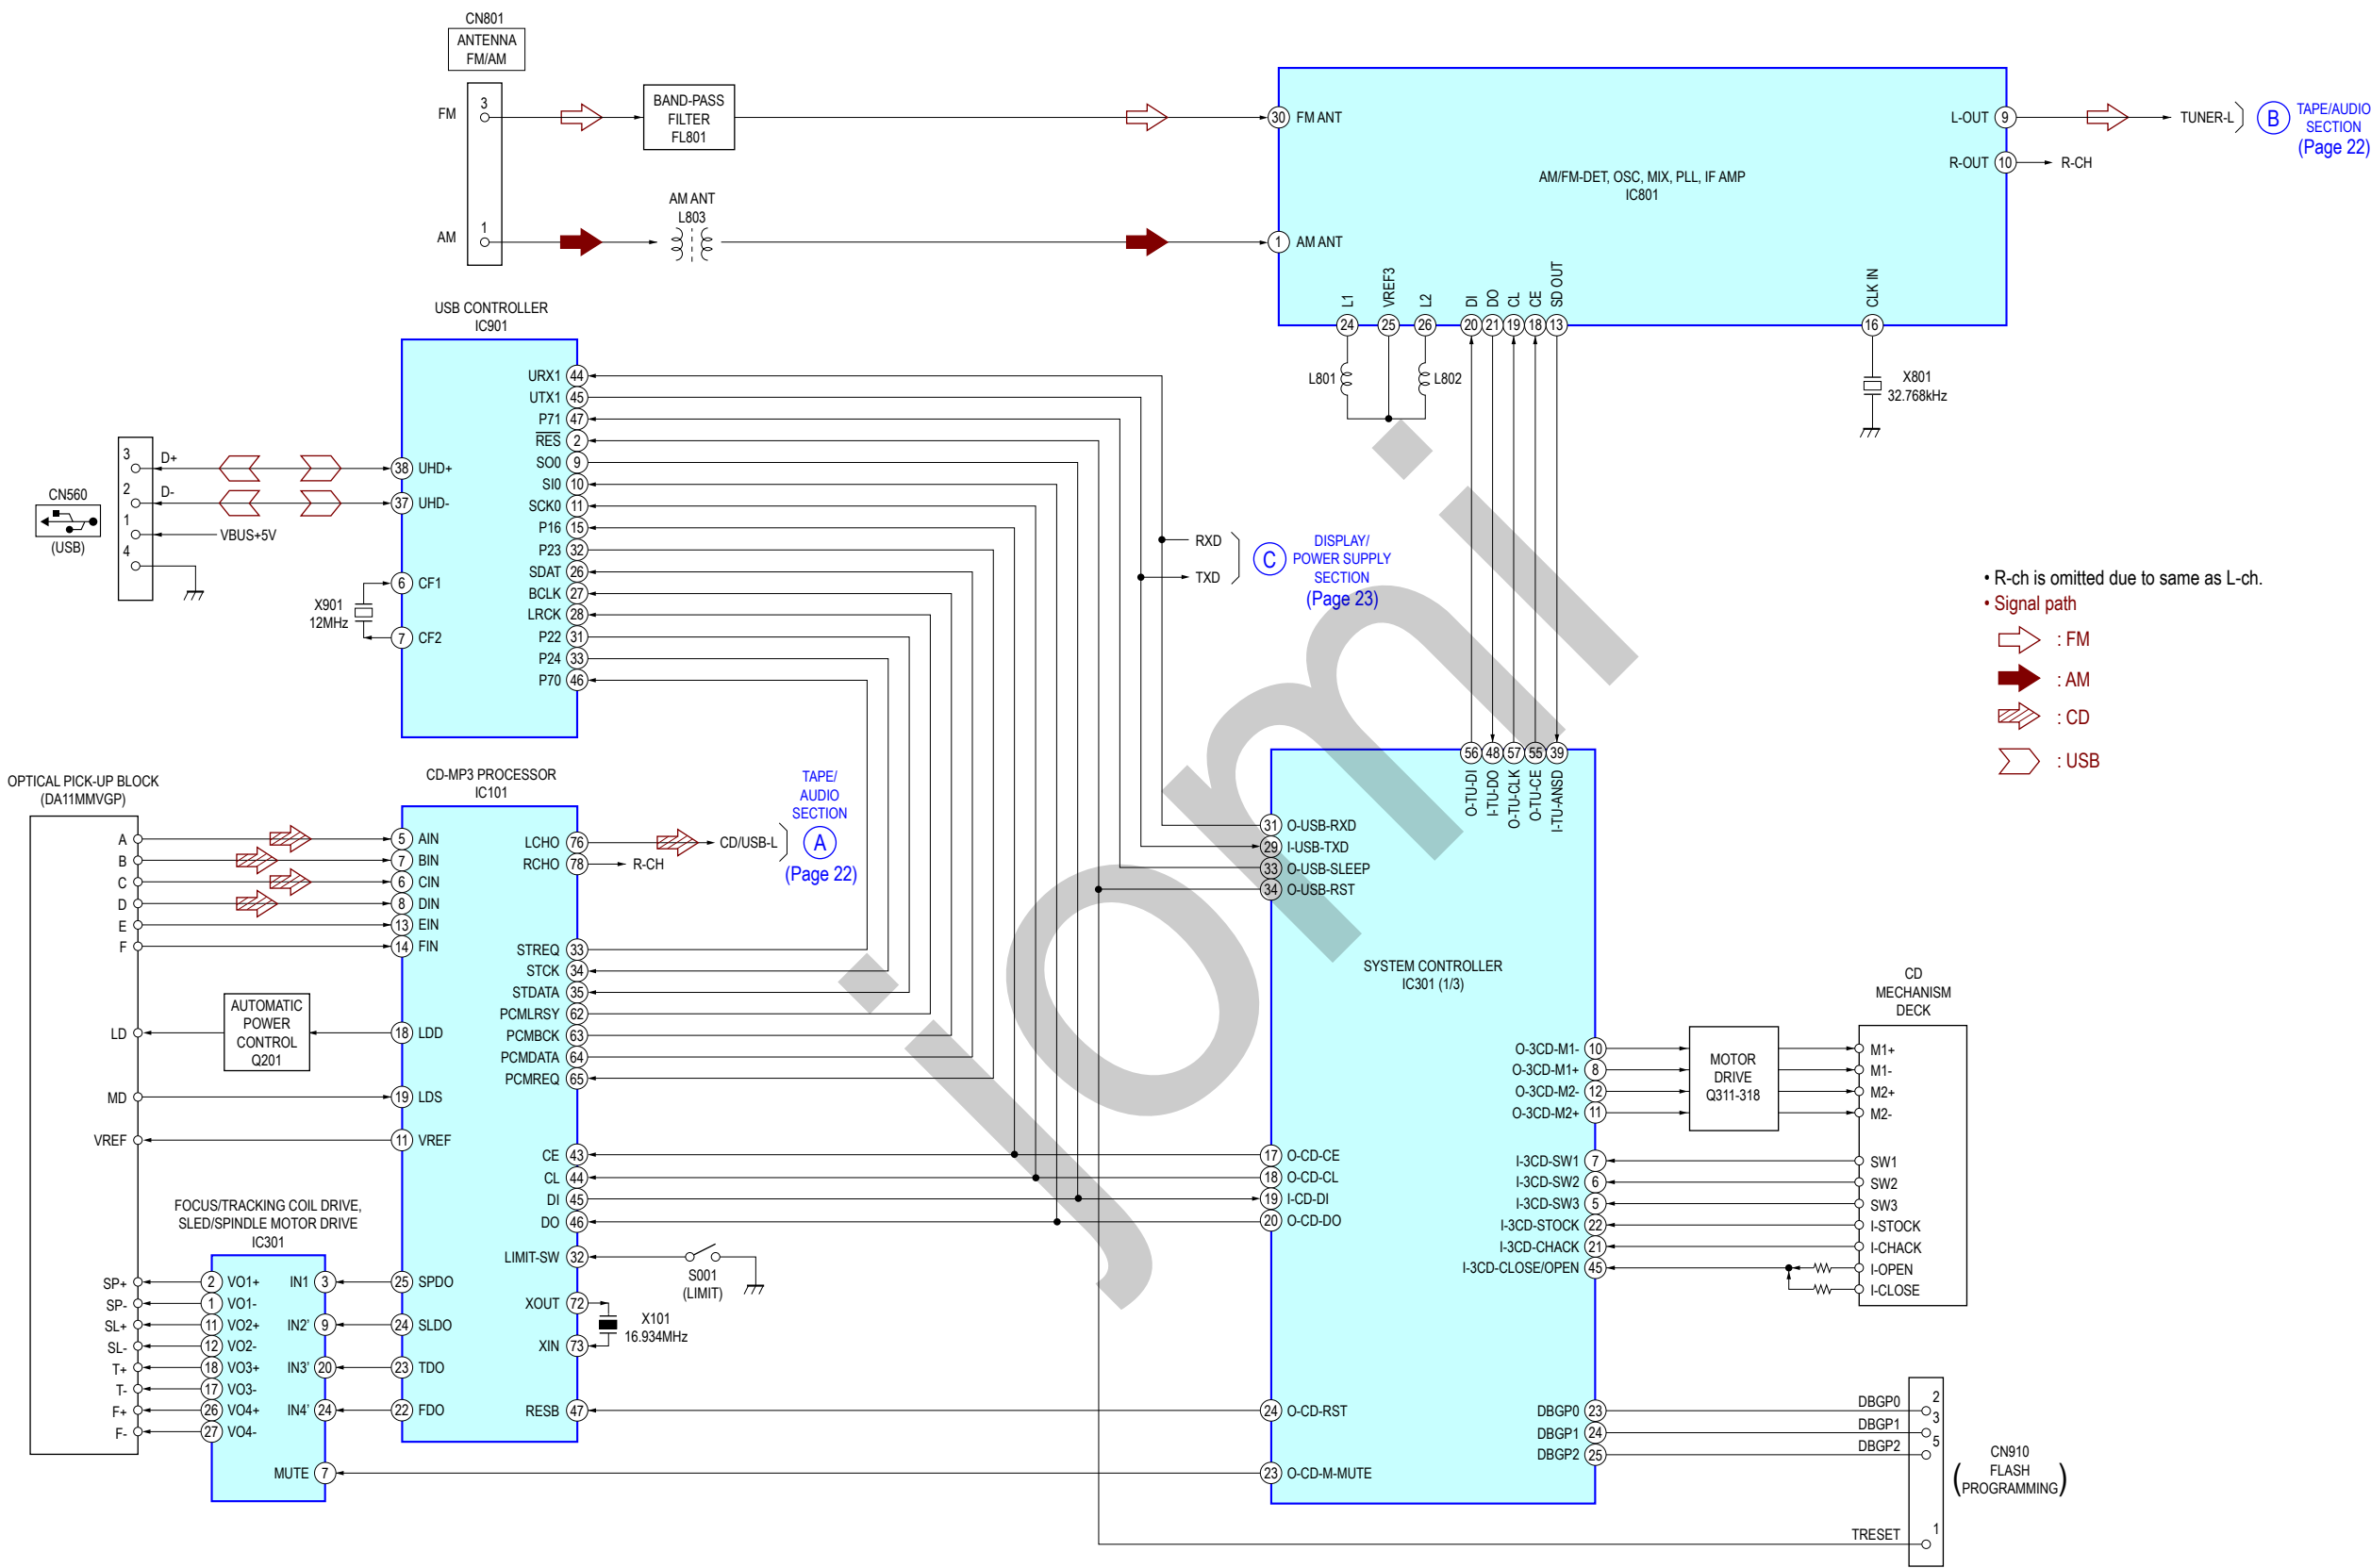 CN801
ANTENNA
FM/AM
FM
3
AM
1
BAND-PASS
FILTER
FL801
AM ANT
L803
30 FM ANT
1 AM ANT
AM/FM-DET, OSC, MIX, PLL, IF AMP
IC801
L-OUT 9
R-OUT 10
TUNER-L
R-CH
B
TAPE/AUDIO
SECTION
(Page 22)
L1 VREF3 L2 DI DO CL CE SD OUT CLK IN
24 25 26 20 21 19 18 13 16
L801
L802
X801
32.768kHz
USB CONTROLLER
IC901
URX1 44
UTX1 45
P71 47
RES 2
SO0 9
SI0 10
SCK0 11
P16 15
P23 32
SDAT 26
BCLK 27
LRCK 28
P22 31
P24 33
P70 46
38 UHD+
37 UHD-
6 CF1
7 CF2
CN560
(USB)
3
2
1
4
D+
D-
VBUS+5V
X901
12MHz
RXD
TXD
C
DISPLAY/
POWER SUPPLY
SECTION
(Page 23)
• R-ch is omitted due to same as L-ch.
• Signal path
: FM
: AM
: CD
: USB
OPTICAL PICK-UP BLOCK
(DA11MMVGP)
A
B
C
D
E
F
LD
MD
VREF
SP+
SP-
SL+
SL-
T+
T-
F+
F-
AUTOMATIC
POWER
CONTROL
Q201
CD-MP3 PROCESSOR
IC101
5 AIN
7 BIN
6 CIN
8 DIN
13 EIN
14 FIN
18 LDD
19 LDS
11 VREF
25 SPDO
24 SLDO
23 TDO
22 FDO
LCHO 76
RCHO 78
STREQ 33
STCK 34
STDATA 35
PCMLRSY 62
PCMBCK 63
PCMDATA 64
PCMREQ 65
CE 43
CL 44
DI 45
DO 46
LIMIT-SW 32
XOUT 72
XIN 73
RESB 47
CD/USB-L
R-CH
TAPE/
AUDIO
SECTION
A
(Page 22)
S001
(LIMIT)
X101
16.934MHz
FOCUS/TRACKING COIL DRIVE,
SLED/SPINDLE MOTOR DRIVE
IC301
2 VO1+
1 VO1-
11 VO2+
12 VO2-
18 VO3+
17 VO3-
26 VO4+
27 VO4-
IN1 3
IN2' 9
IN3' 20
IN4' 24
MUTE 7
SYSTEM CONTROLLER
IC301 (1/3)
56 48 57 55 39
O-TU-DI I-TU-DO O-TU-CLK O-TU-CE I-TU-ANSD
31 O-USB-RXD
29 I-USB-TXD
33 O-USB-SLEEP
34 O-USB-RST
17 O-CD-CE
18 O-CD-CL
19 I-CD-DI
20 O-CD-DO
24 O-CD-RST
23 O-CD-M-MUTE
O-3CD-M1- 10
O-3CD-M1+ 8
O-3CD-M2- 12
O-3CD-M2+ 11
I-3CD-SW1 7
I-3CD-SW2 6
I-3CD-SW3 5
I-3CD-STOCK 22
I-3CD-CHACK 21
I-3CD-CLOSE/OPEN 45
DBGP0 23
DBGP1 24
DBGP2 25
MOTOR
DRIVE
Q311-318
CD
MECHANISM
DECK
M1+
M1-
M2+
M2-
SW1
SW2
SW3
I-STOCK
I-CHACK
I-OPEN
I-CLOSE
DBGP0 2
DBGP1 3
DBGP2 5
TRESET 1
CN910
FLASH
(PROGRAMMING)
jomi